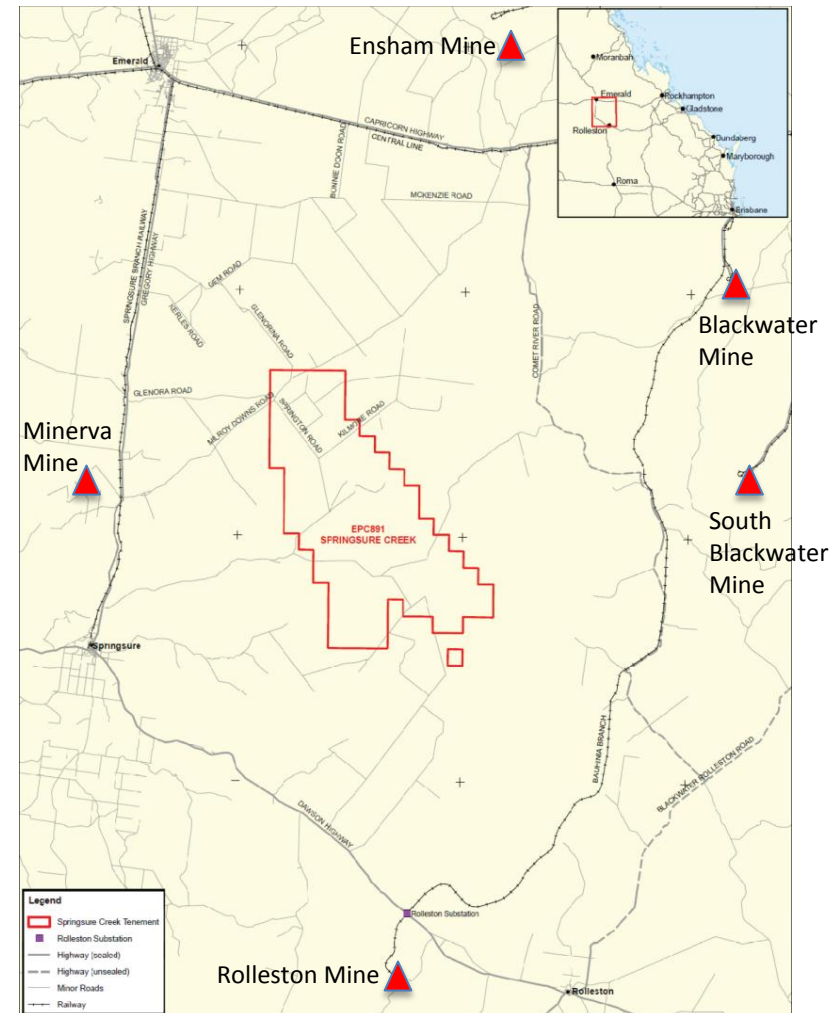 Ensham Mine
Emerald
CAPRICORN HIGHWAY
CENTRAL LINE
BONNIE DOON ROAD
MCKENZIE ROAD
Moranbah
Emerald
Rockhampton
Gladstone
Rolleston
Bundaberg
Maryborough
Roma
Brisbane
SPRINGSURE BRANCH RAILWAY
GREGORY HIGHWAY
GEM ROAD
KERLES ROAD
GLENORINA ROAD
COMET RIVER ROAD
Blackwater
Mine
GLENORA ROAD
MILROY DOWNS ROAD
SPRINGTON ROAD
KILMORE ROAD
Minerva
Mine
EPC891
SPRINGSURE CREEK
South
Blackwater
Mine
Springsure
BAUHINIA BRANCH
BLACKWATER ROLLESTON ROAD
DAWSON HIGHWAY
Rolleston Substation
Rolleston Mine
Rolleston
Legend
Springsure Creek Tenement
Rolleston Substation
Highway (sealed)
Highway (unsealed)
Minor Roads
Railway